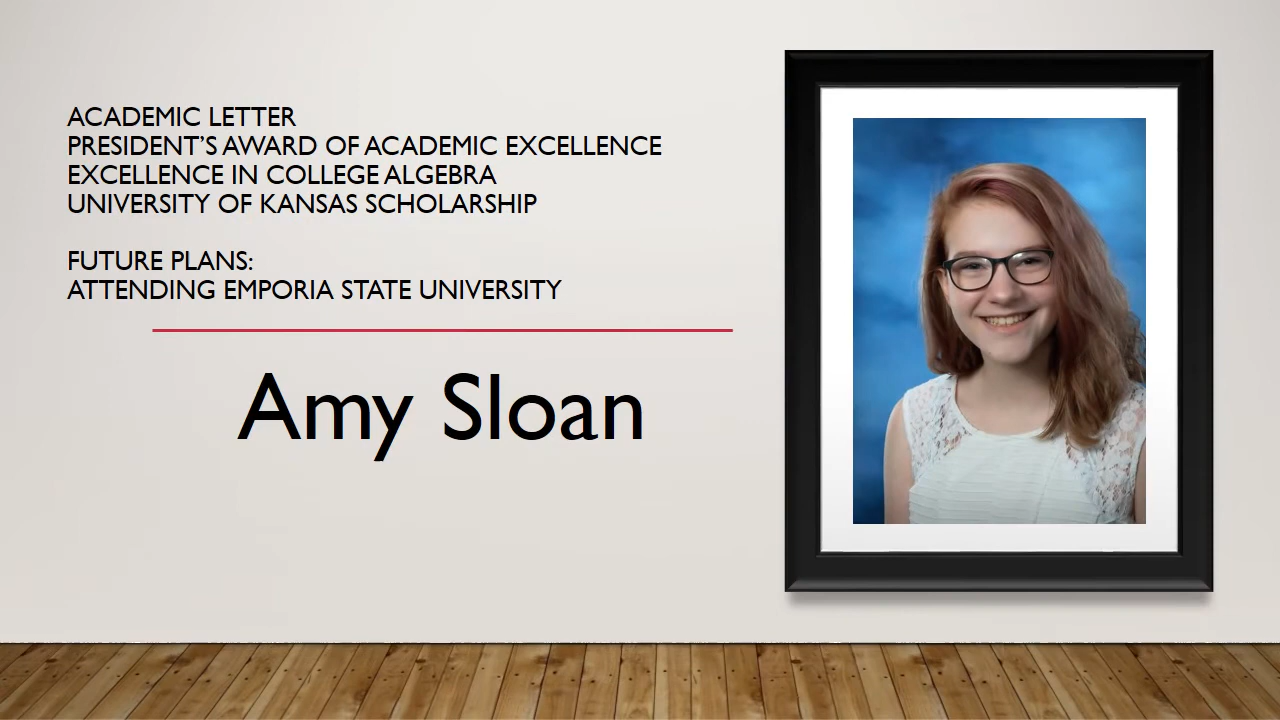 ACADEMIC LETTER
PRESIDENT’S AWARD OF ACADEMIC EXCELLENCE
EXCELLENCE IN COLLEGE ALGEBRA
UNIVERSITY OF KANSAS SCHOLARSHIP
FUTURE PLANS:
ATTENDING EMPORIA STATE UNIVERSITY
Amy Sloan